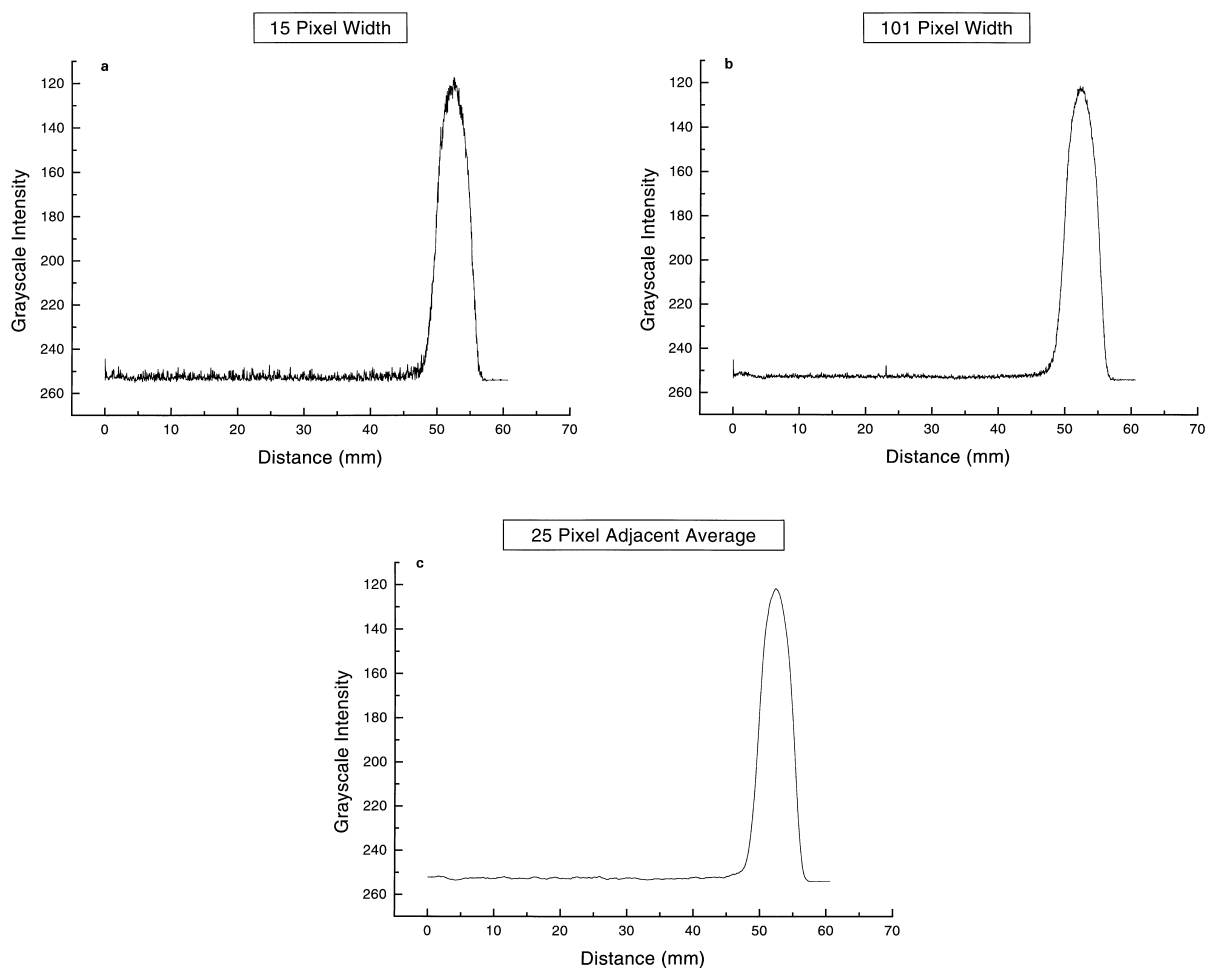 15 Pixel Width
a
120
140
160
180
200
220
240
260
Grayscale Intensity
0 10 20 30 40 50 60 70
Distance (mm)
101 Pixel Width
b
120
140
160
180
200
220
240
260
Grayscale Intensity
0 10 20 30 40 50 60 70
Distance (mm)
25 Pixel Adjacent Average
c
120
140
160
180
200
220
240
260
Grayscale Intensity
0 10 20 30 40 50 60 70
Distance (mm)